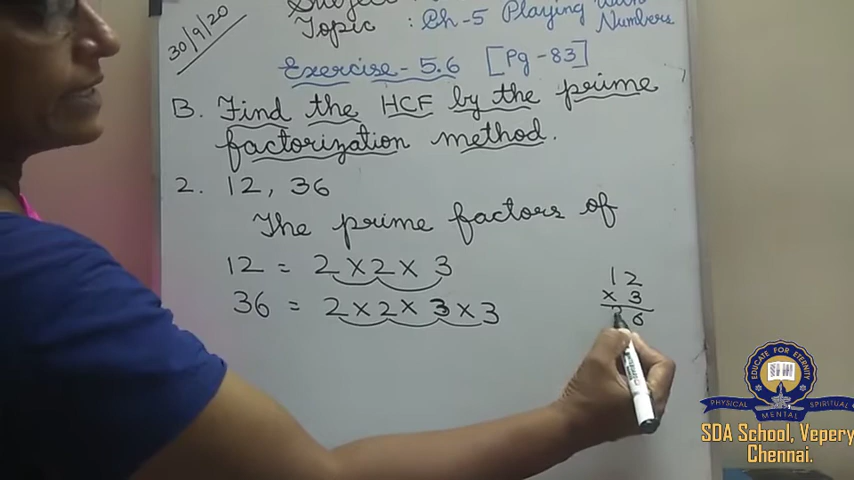 30/9/20
Topic : Ch-5 Playing with Numbers
Exercise - 5.6 [Pg-83]
B. Find the HCF by the prime
factorization method.
2. 12, 36
The prime factors of
12 = 2 × 2 × 3
36 = 2 × 2 × 3 × 3
12
× 3
6
EDUCATE FOR ETERNITY
PHYSICAL MENTAL SPIRITUAL
SDA School, Vepery
Chennai.